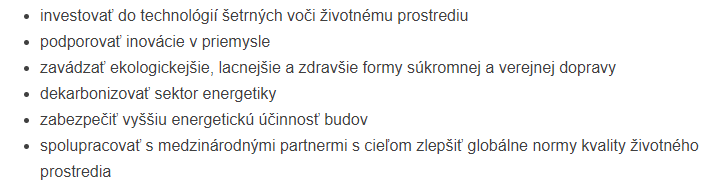 • investovať do technológií šetrných voči životnému prostrediu
• podporovať inovácie v priemysle
• zavádzať ekologickejšie, lacnejšie a zdravšie formy súkromnej a verejnej dopravy
• dekarbonizovať sektor energetiky
• zabezpečiť vyššiu energetickú účinnosť budov
• spolupracovať s medzinárodnými partnermi s cieľom zlepšiť globálne normy kvality životného
prostredia